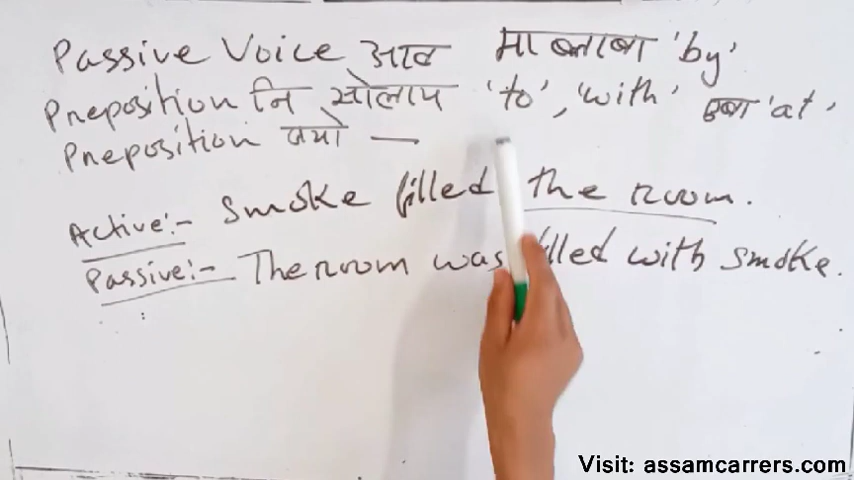 Passive Voice आव माब्लाबा 'by'
Preposition नि सोलाय 'to', 'with' एबा 'at'
Preposition जायो —
Active:- Smoke filled the room.
Passive:- The room was filled with smoke.
Visit: assamcarrers.com